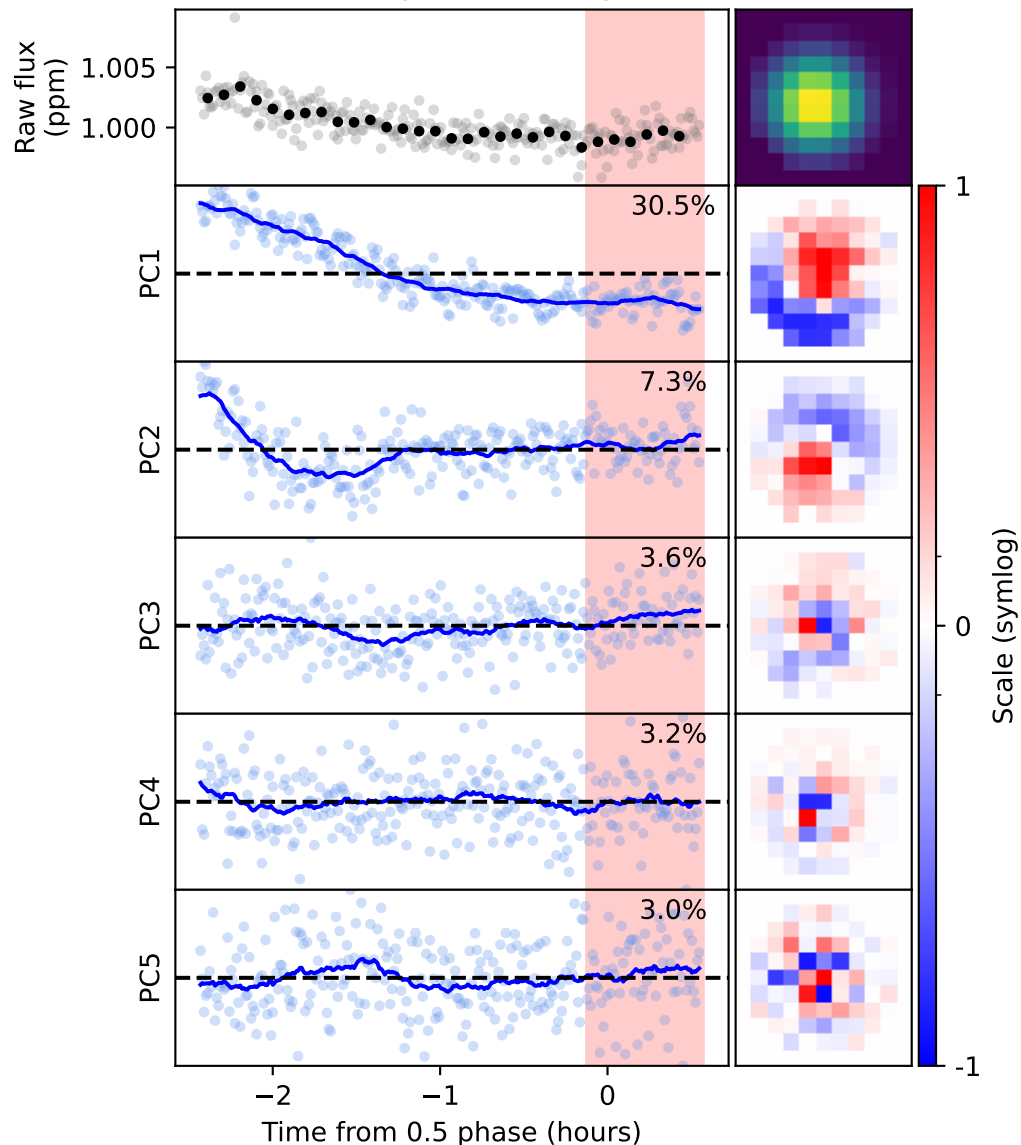 Raw flux
(ppm)
1.005
1.000
PC1
30.5%
PC2
7.3%
PC3
3.6%
PC4
3.2%
PC5
3.0%
−2
−1
0
Time from 0.5 phase (hours)
1
0
-1
Scale (symlog)